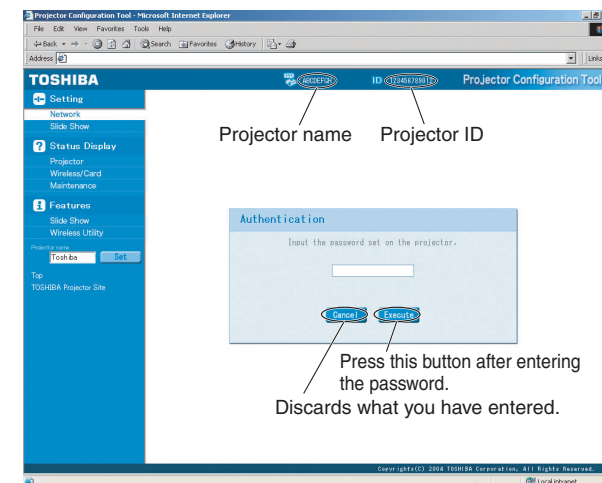 Projector Configuration Tool - Microsoft Internet Explorer
File Edit View Favorites Tools Help
Back Search Favorites History
Address Links
TOSHIBA ABCDEFGH ID Projector Configuration Tool
Projector name Projector ID
Setting
Network
Slide Show
Status Display
Projector
Wireless/Card
Maintenance
Features
Slide Show
Wireless Utility
Projector name
Toshiba Set
Top
TOSHIBA Projector Site
Authentication
Input the password set on the projector.
Cancel Execute
Press this button after entering
the password.
Discards what you have entered.
Copyrights(C) 2004 TOSHIBA Corporation, All Rights Reserved.
Local intranet